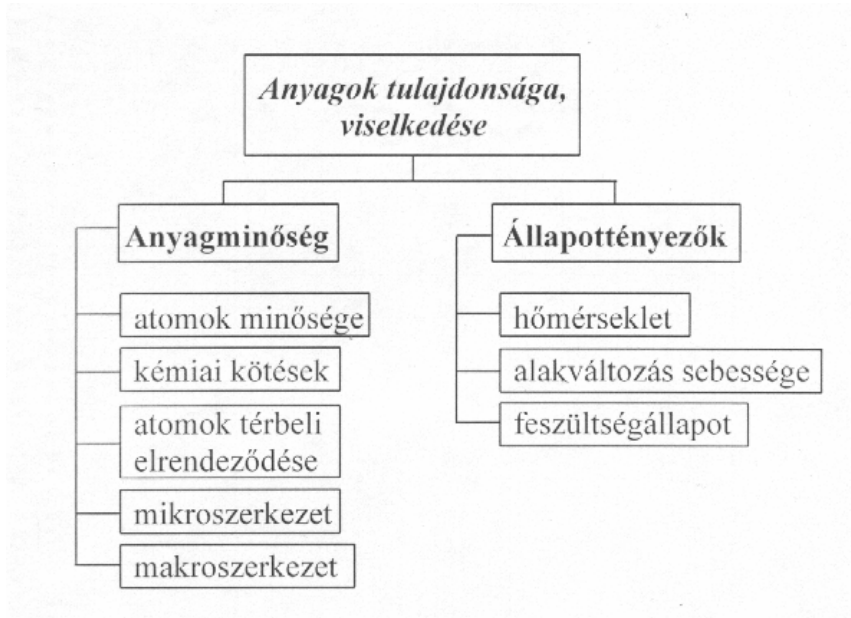 Anyagok tulajdonsága,
viselkedése
Anyagminőség
atomok minősége
kémiai kötések
atomok térbeli
elrendeződése
mikroszerkezet
makroszerkezet
Állapottényezők
hőmérseklet
alakváltozás sebessége
feszültségállapot